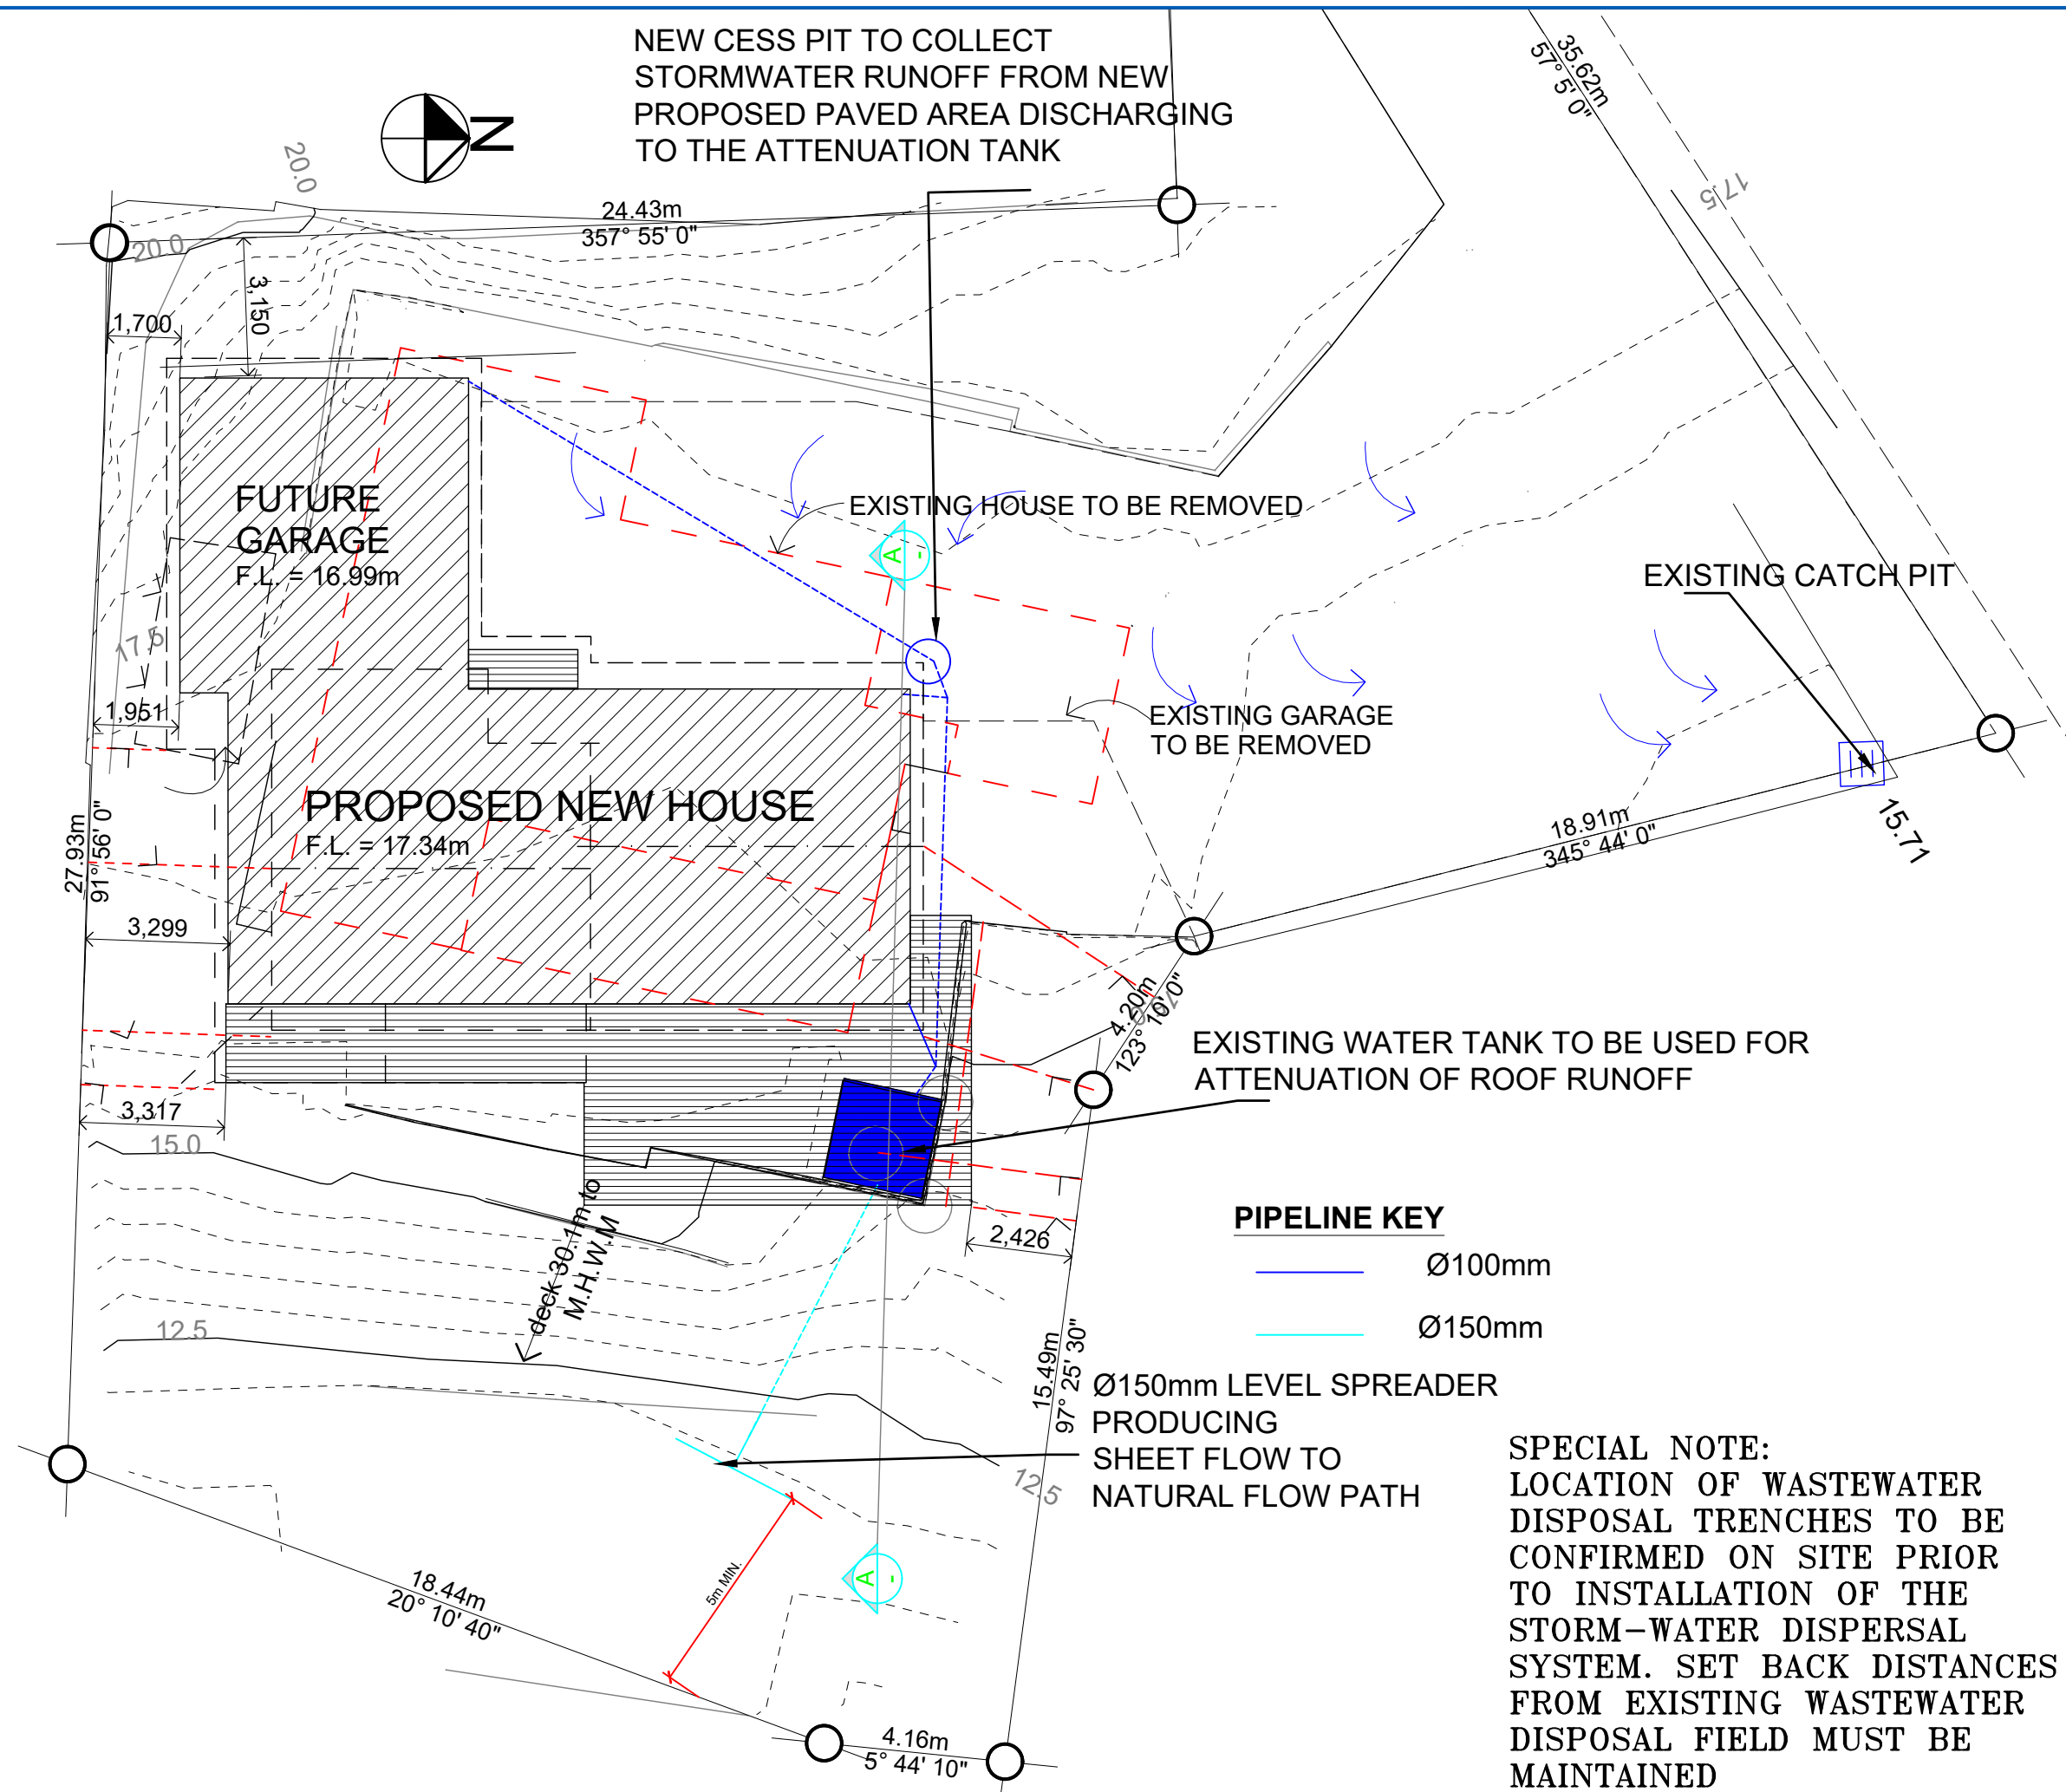 NEW CESS PIT TO COLLECT
STORMWATER RUNOFF FROM NEW
PROPOSED PAVED AREA DISCHARGING
TO THE ATTENUATION TANK
N
35.62m
57° 5' 0"
17.5
20.0
20.0
24.43m
357° 55' 0"
3,150
1,700
FUTURE
GARAGE
F.L. = 16.99m
EXISTING HOUSE TO BE REMOVED
A
-
EXISTING CATCH PIT
17.5
1,951
EXISTING GARAGE
TO BE REMOVED
PROPOSED NEW HOUSE
F.L. = 17.34m
27.93m
91° 56' 0"
18.91m
345° 44' 0"
15.71
3,299
4.20m
123° 10' 0"
EXISTING WATER TANK TO BE USED FOR
ATTENUATION OF ROOF RUNOFF
3,317
15.0
deck 30.1m to
M.H.W.M
2,426
PIPELINE KEY
Ø100mm
Ø150mm
12.5
15.49m
97° 25' 30"
Ø150mm LEVEL SPREADER
PRODUCING
SHEET FLOW TO
NATURAL FLOW PATH
12.5
SPECIAL NOTE:
LOCATION OF WASTEWATER
DISPOSAL TRENCHES TO BE
CONFIRMED ON SITE PRIOR
TO INSTALLATION OF THE
STORM-WATER DISPERSAL
SYSTEM. SET BACK DISTANCES
FROM EXISTING WASTEWATER
DISPOSAL FIELD MUST BE
MAINTAINED
5m MIN.
A
-
18.44m
20° 10' 40"
4.16m
5° 44' 10"